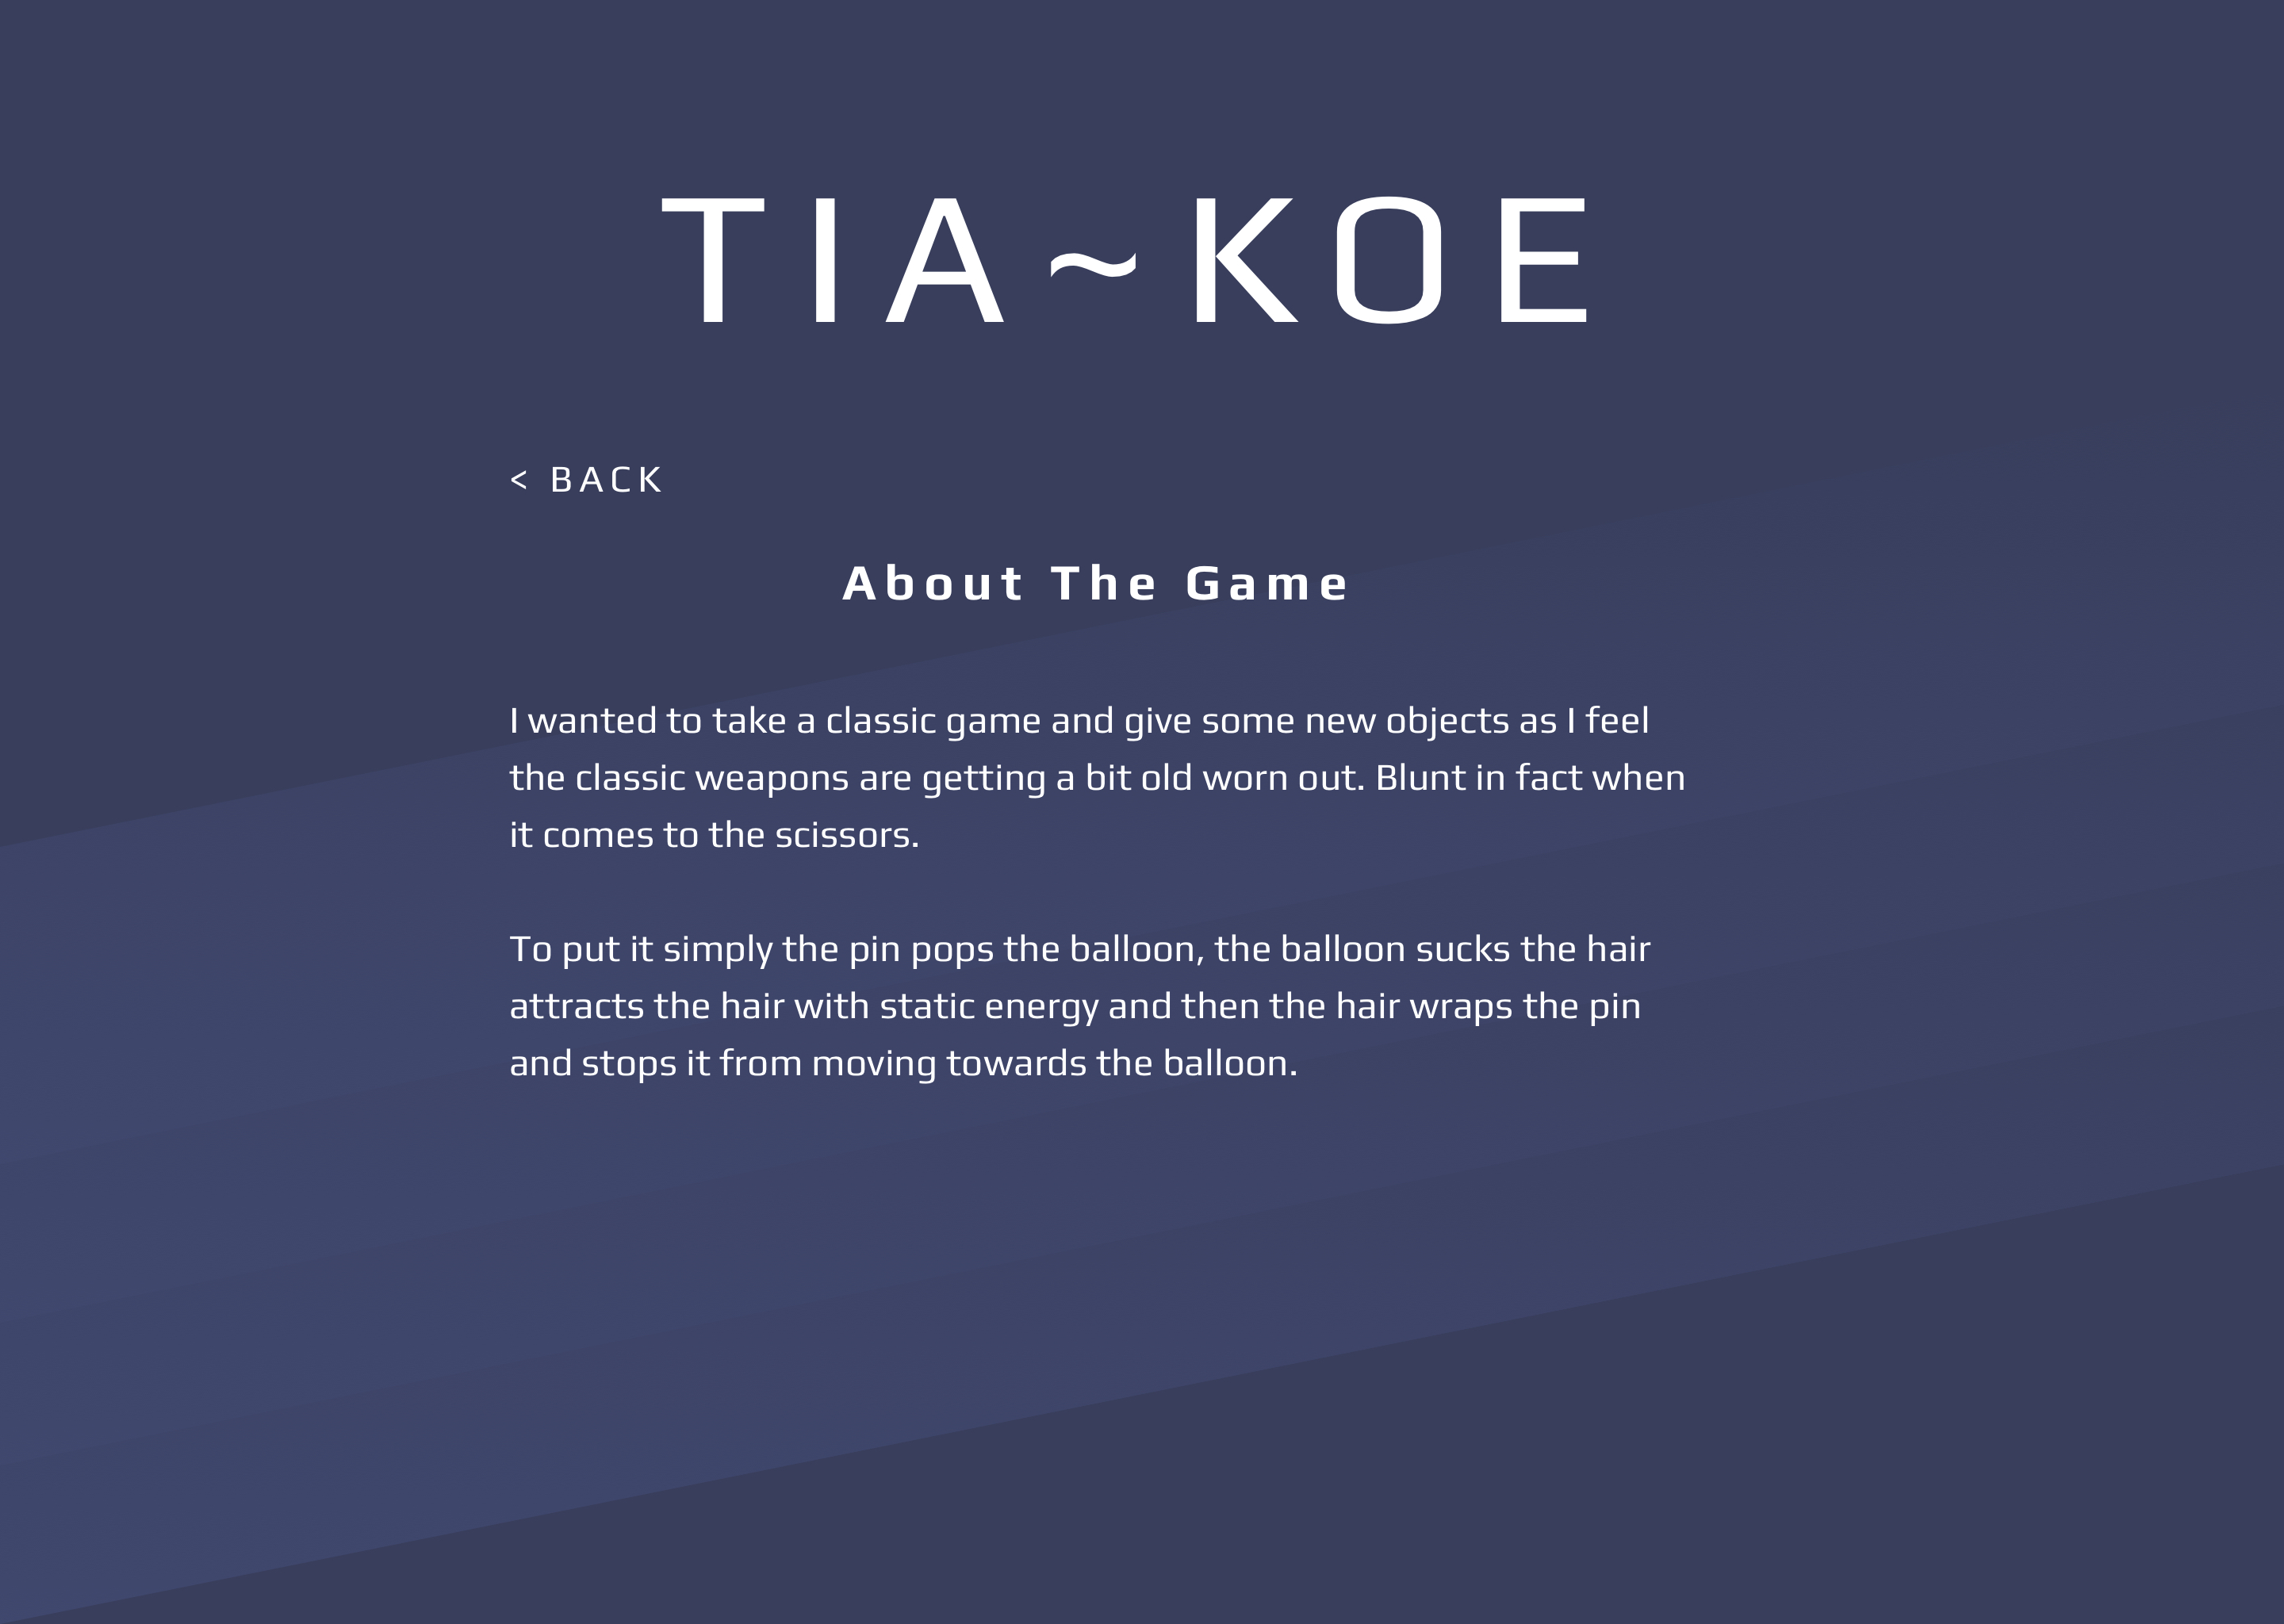 TIA~KOE
< BACK
About The Game
I wanted to take a classic game and give some new objects as I feel
the classic weapons are getting a bit old worn out. Blunt in fact when
it comes to the scissors.
To put it simply the pin pops the balloon, the balloon sucks the hair
attracts the hair with static energy and then the hair wraps the pin
and stops it from moving towards the balloon.